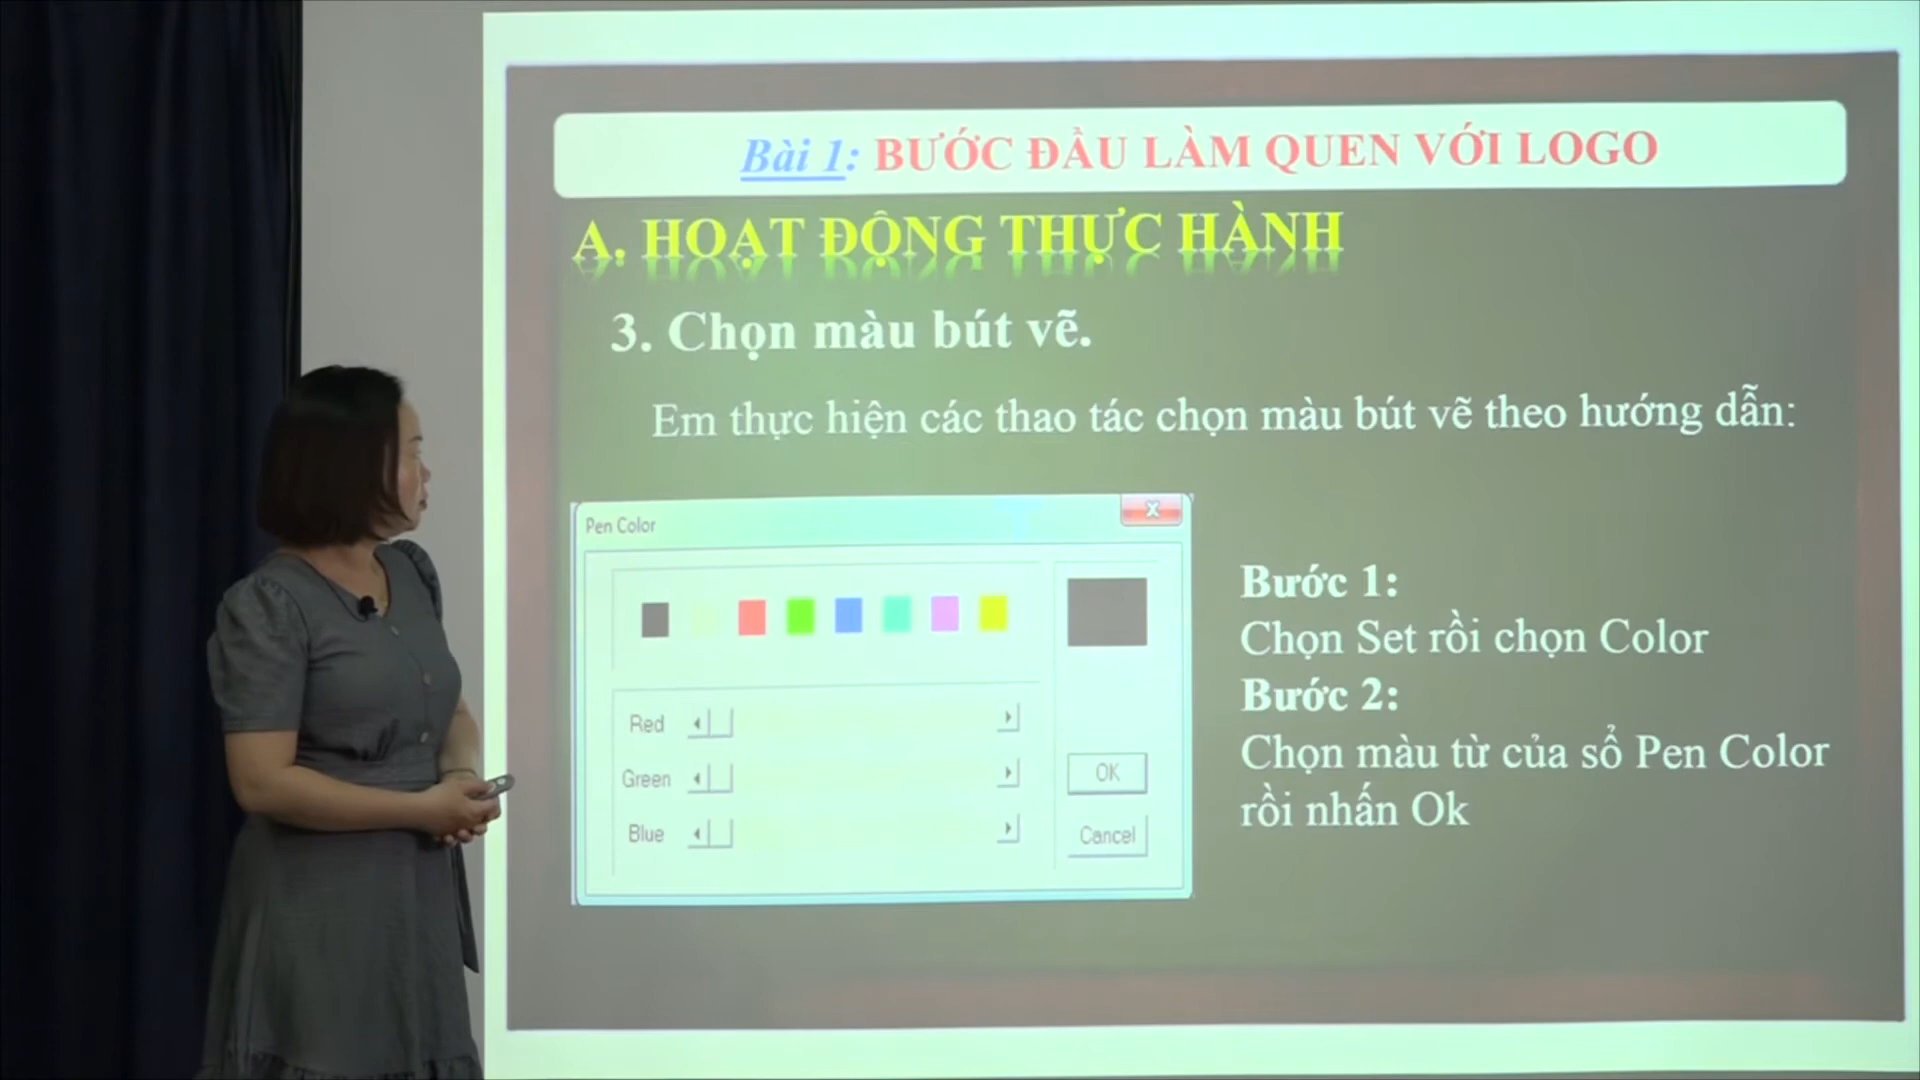 Bài 1: BƯỚC ĐẦU LÀM QUEN VỚI LOGO
A. HOẠT ĐỘNG THỰC HÀNH
3. Chọn màu bút vẽ.
Em thực hiện các thao tác chọn màu bút vẽ theo hướng dẫn:
Pen Color
Red
Green
Blue
OK
Cancel
Bước 1:
Chọn Set rồi chọn Color
Bước 2:
Chọn màu từ của sổ Pen Color
rồi nhấn Ok